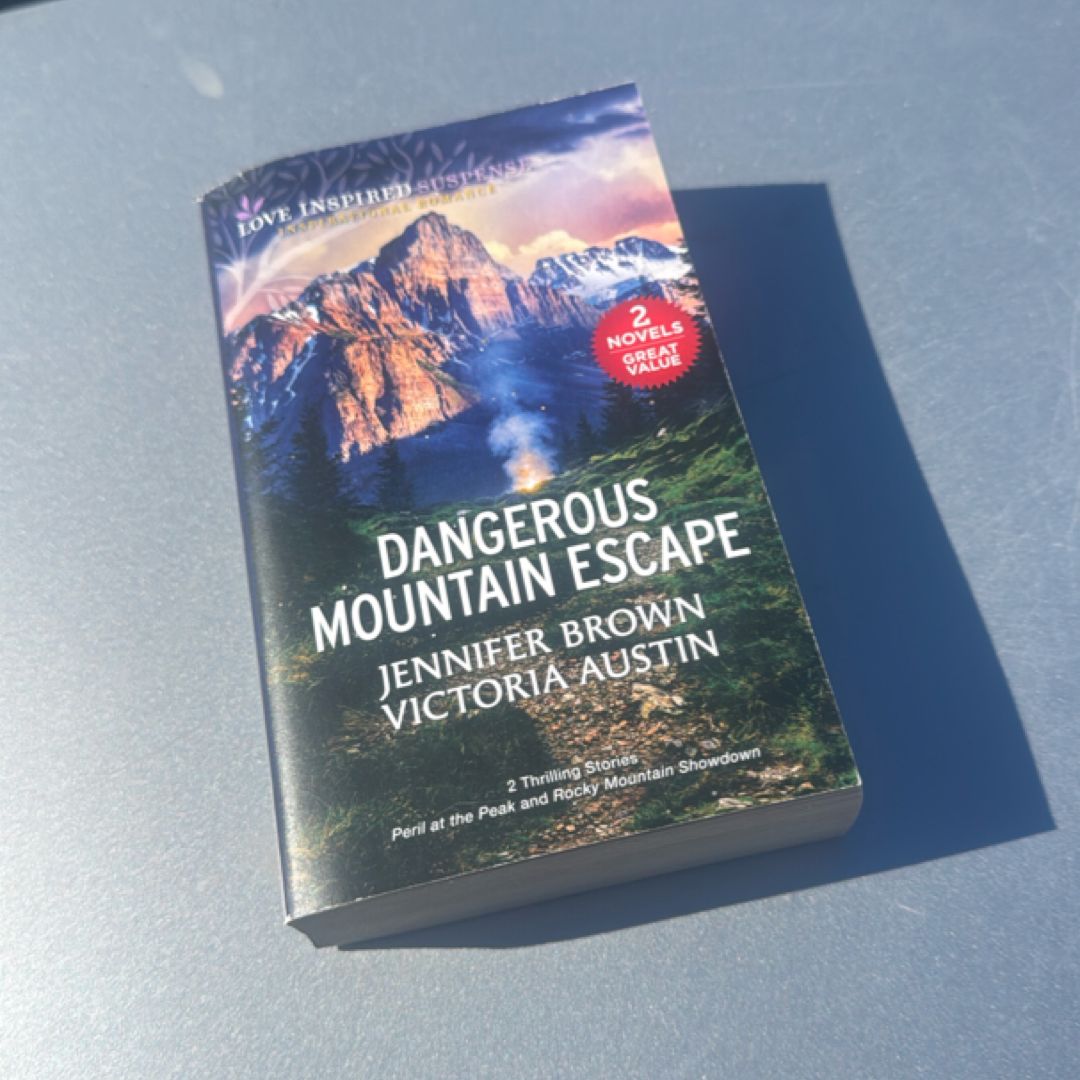 LOVE INSPIRED SUSPENSE
INSPIRATIONAL ROMANCE
2
NOVELS
GREAT
VALUE
DANGEROUS
MOUNTAIN ESCAPE
JENNIFER BROWN
VICTORIA AUSTIN
2 Thrilling Stories
Peril at the Peak and Rocky Mountain Showdown